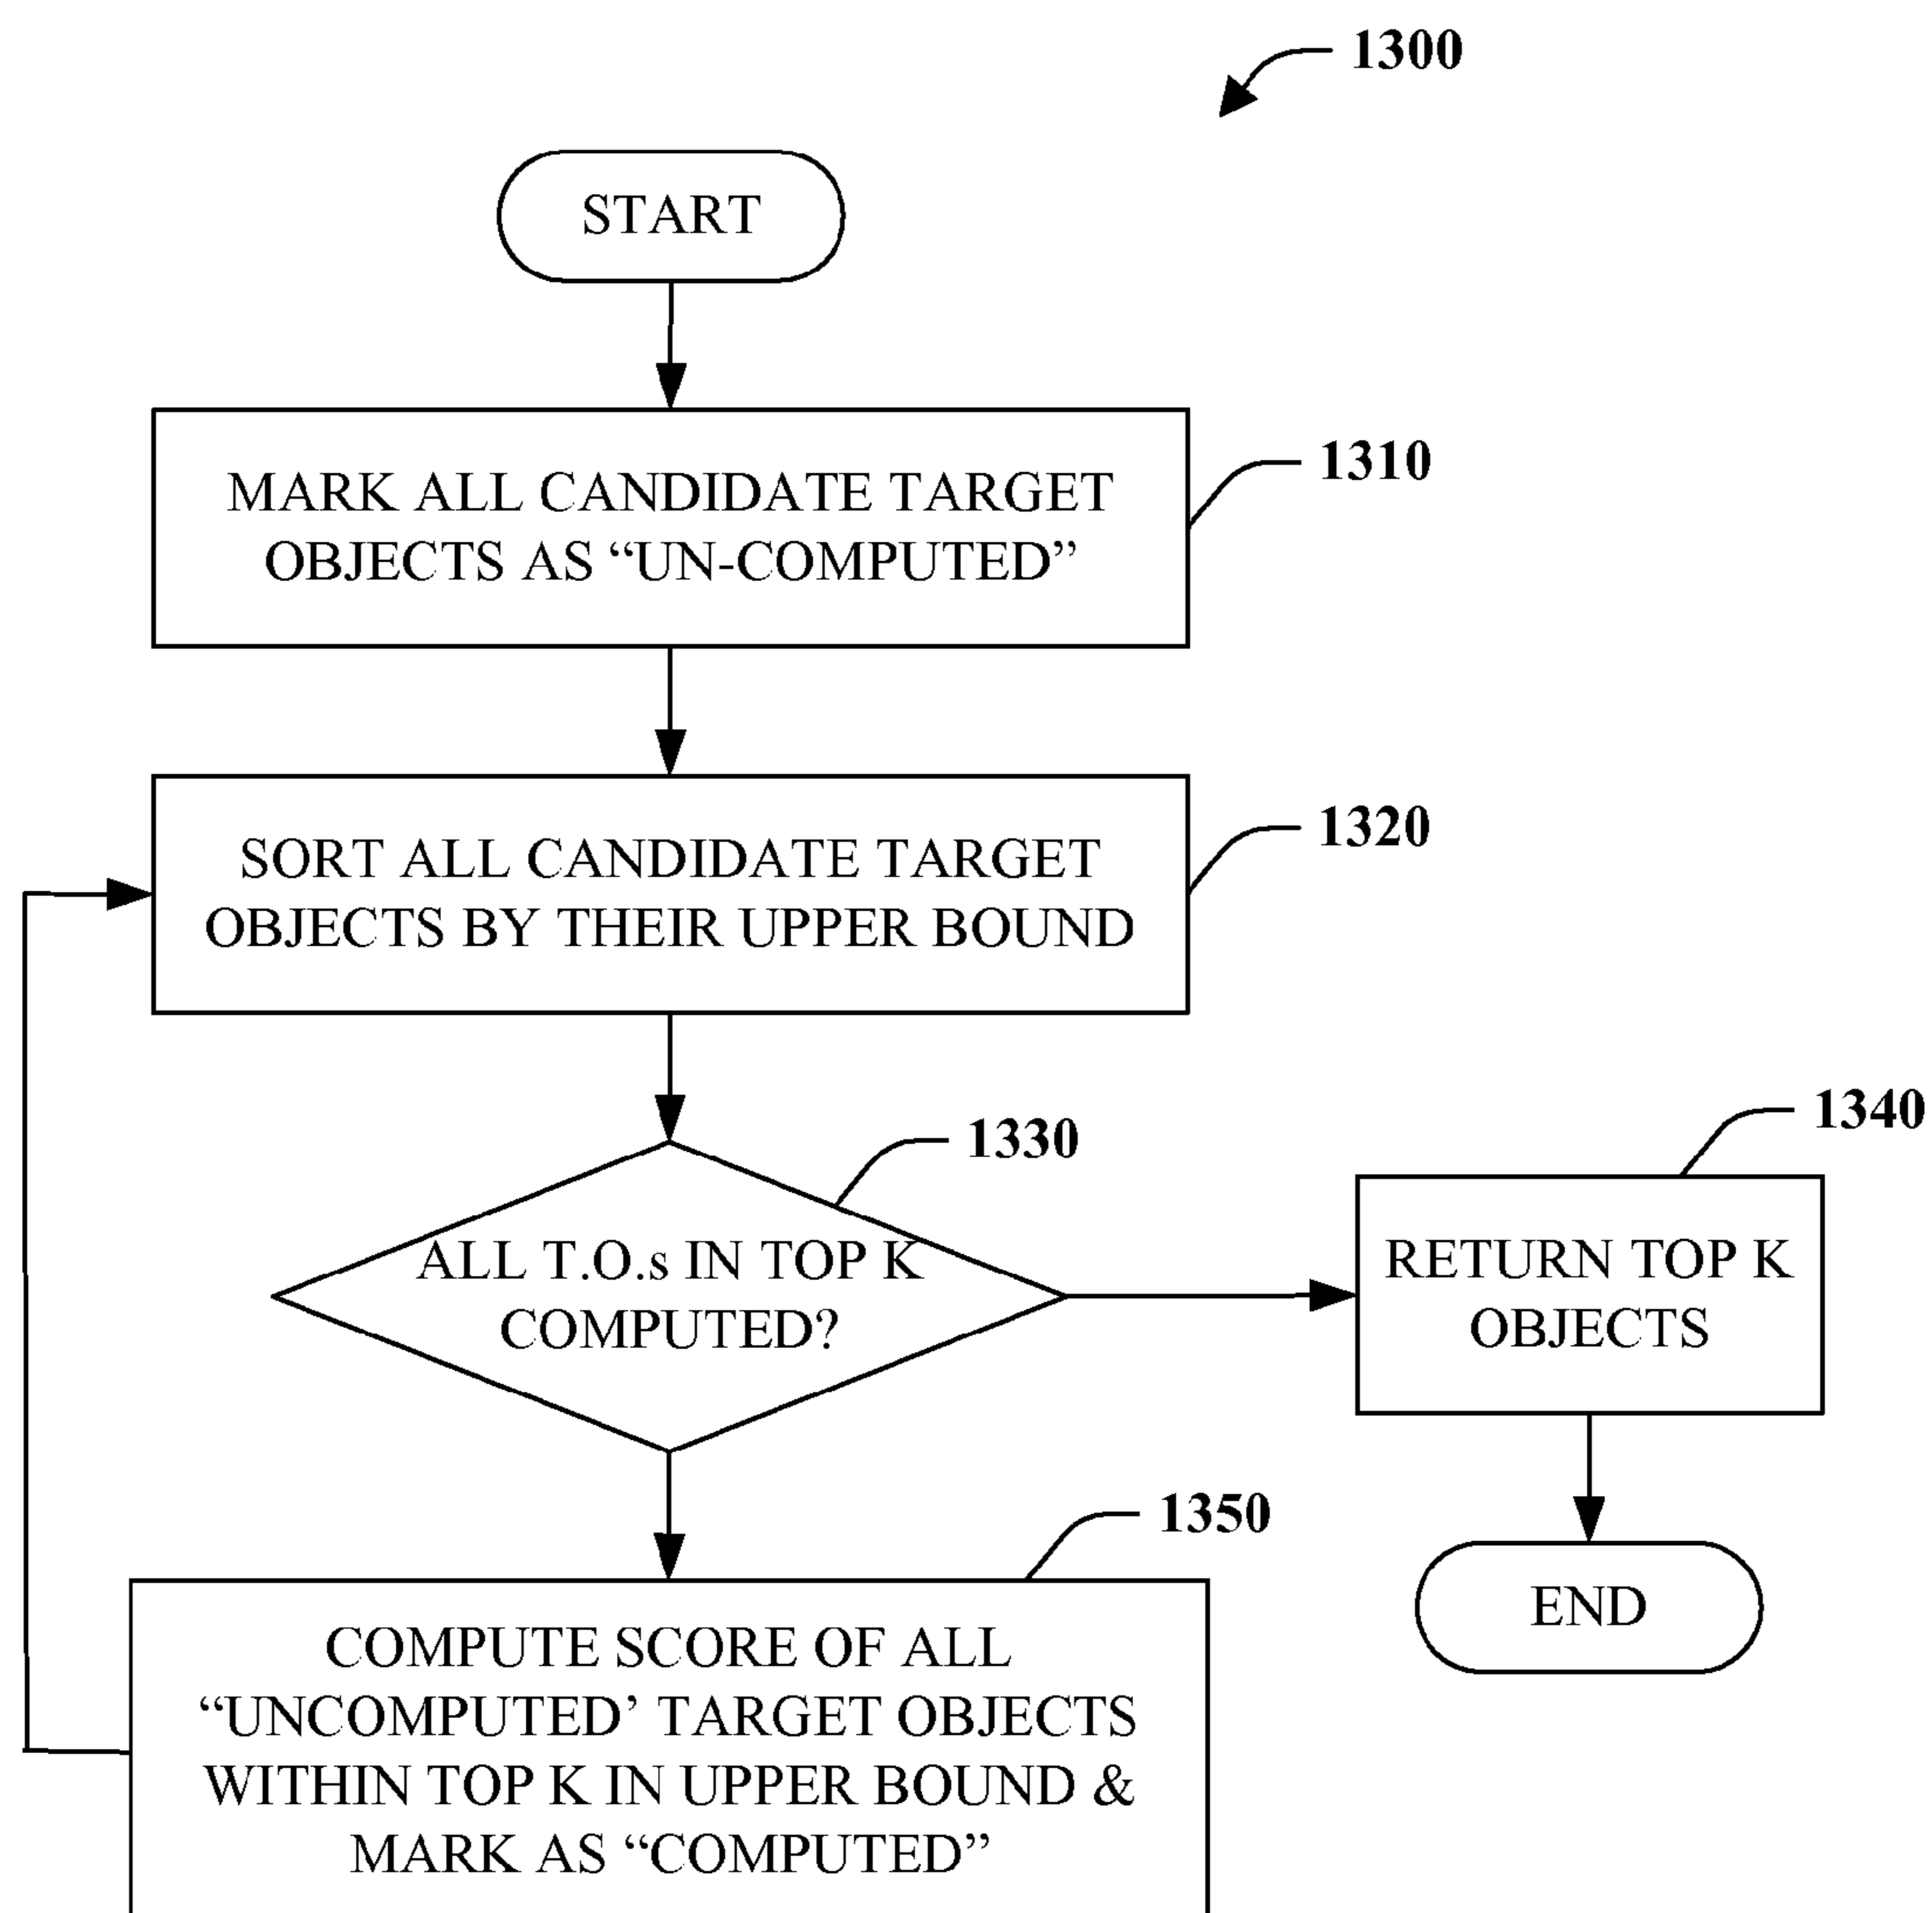 1300
START
MARK ALL CANDIDATE TARGET
OBJECTS AS “UN-COMPUTED”
1310
SORT ALL CANDIDATE TARGET
OBJECTS BY THEIR UPPER BOUND
1320
ALL T.O.s IN TOP K
COMPUTED?
1330
RETURN TOP K
OBJECTS
1340
COMPUTE SCORE OF ALL
“UNCOMPUTED’ TARGET OBJECTS
WITHIN TOP K IN UPPER BOUND &
MARK AS “COMPUTED”
1350
END